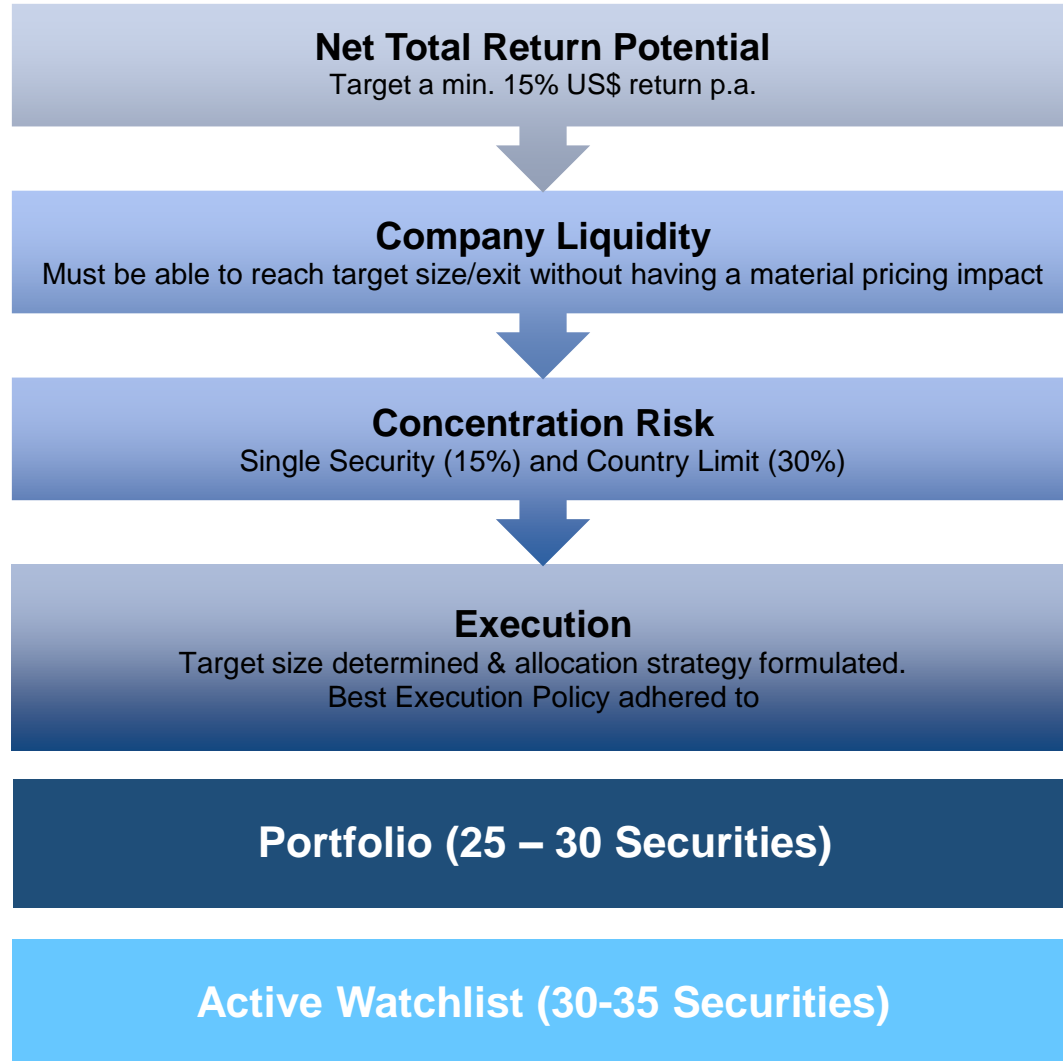 Net Total Return Potential
Target a min. 15% US$ return p.a.
Company Liquidity
Must be able to reach target size/exit without having a material pricing impact
Concentration Risk
Single Security (15%) and Country Limit (30%)
Execution
Target size determined & allocation strategy formulated.
Best Execution Policy adhered to
Portfolio (25 – 30 Securities)
Active Watchlist (30-35 Securities)